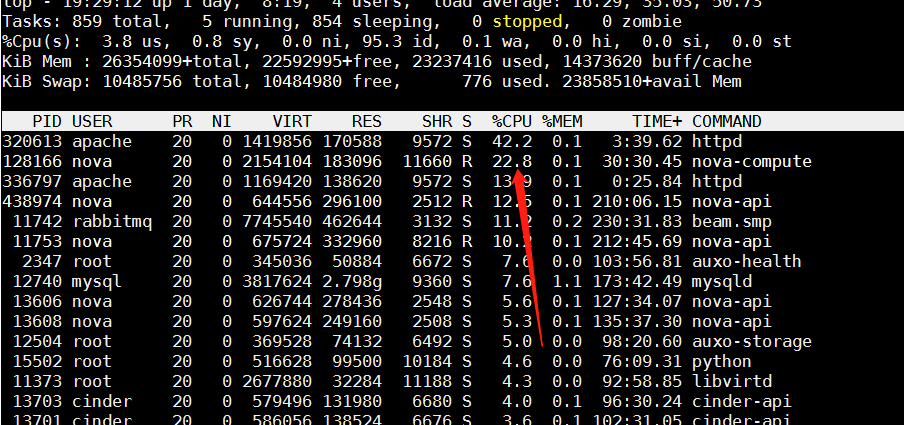 top - 19:29:12 up 1 day,  8:19,  4 users,  load average: 16.29, 35.03, 50.73
Tasks: 859 total,   5 running, 854 sleeping,   0 stopped,   0 zombie
%Cpu(s):  3.8 us,  0.8 sy,  0.0 ni, 95.3 id,  0.1 wa,  0.0 hi,  0.0 si,  0.0 st
KiB Mem : 26354099+total, 22592995+free, 23237416 used, 14373620 buff/cache
KiB Swap: 10485756 total, 10484980 free,      776 used. 23858510+avail Mem
PID USER PR NI VIRT RES SHR S %CPU %MEM TIME+ COMMAND
320613 apache 20 0 1419856 170588 9572 S 42.2 0.1 3:39.62 httpd
128166 nova 20 0 2154104 183096 11660 R 22.8 0.1 30:30.45 nova-compute
336797 apache 20 0 1169420 138620 9572 S 0.1 0:25.84 httpd
438974 nova 20 0 644556 296100 2512 R 0.1 210:06.15 nova-api
11742 rabbitmq 20 0 7745540 462644 3132 S 0.2 230:31.83 beam.smp
11753 nova 20 0 675724 332960 8216 R 0.1 212:45.69 nova-api
2347 root 20 0 345036 50884 6672 S 7.6 0.0 103:56.81 auxo-health
12740 mysql 20 0 3817624 2.798g 9360 S 7.6 1.1 173:42.49 mysqld
13606 nova 20 0 626744 278436 2548 S 5.6 0.1 127:34.07 nova-api
13608 nova 20 0 597624 249160 2508 S 5.3 0.1 135:37.30 nova-api
12504 root 20 0 369528 74132 6492 S 5.0 0.0 98:20.60 auxo-storage
15502 root 20 0 516628 99500 10184 S 4.6 0.0 76:09.31 python
11373 root 20 0 2677880 32284 11188 S 4.3 0.0 92:58.85 libvirtd
13703 cinder 20 0 579496 131980 6680 S 4.0 0.1 96:30.24 cinder-api
13701 cinder 20 0 586056 138524 6676 S 3.6 0.1 102:31.05 cinder-api